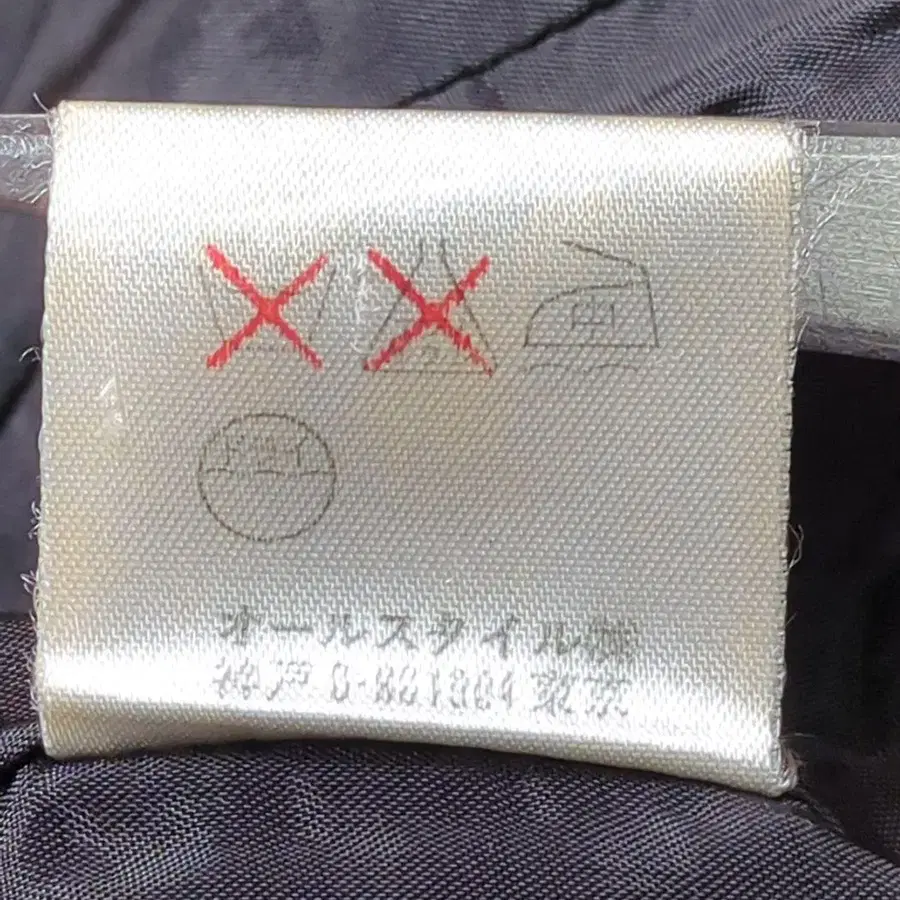 中
ドライ
オールスタイル㈱
神戸 東京